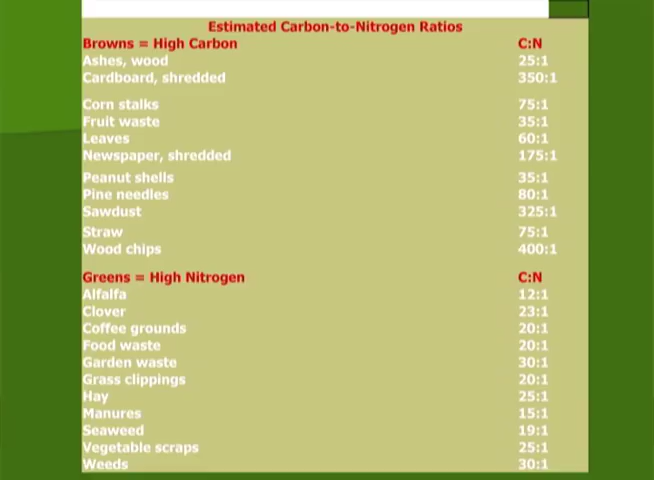 Estimated Carbon-to-Nitrogen Ratios
Browns = High Carbon C:N
Ashes, wood 25:1
Cardboard, shredded 350:1
Corn stalks 75:1
Fruit waste 35:1
Leaves 60:1
Newspaper, shredded 175:1
Peanut shells 35:1
Pine needles 80:1
Sawdust 325:1
Straw 75:1
Wood chips 400:1
Greens = High Nitrogen C:N
Alfalfa 12:1
Clover 23:1
Coffee grounds 20:1
Food waste 20:1
Garden waste 30:1
Grass clippings 20:1
Hay 25:1
Manures 15:1
Seaweed 19:1
Vegetable scraps 25:1
Weeds 30:1